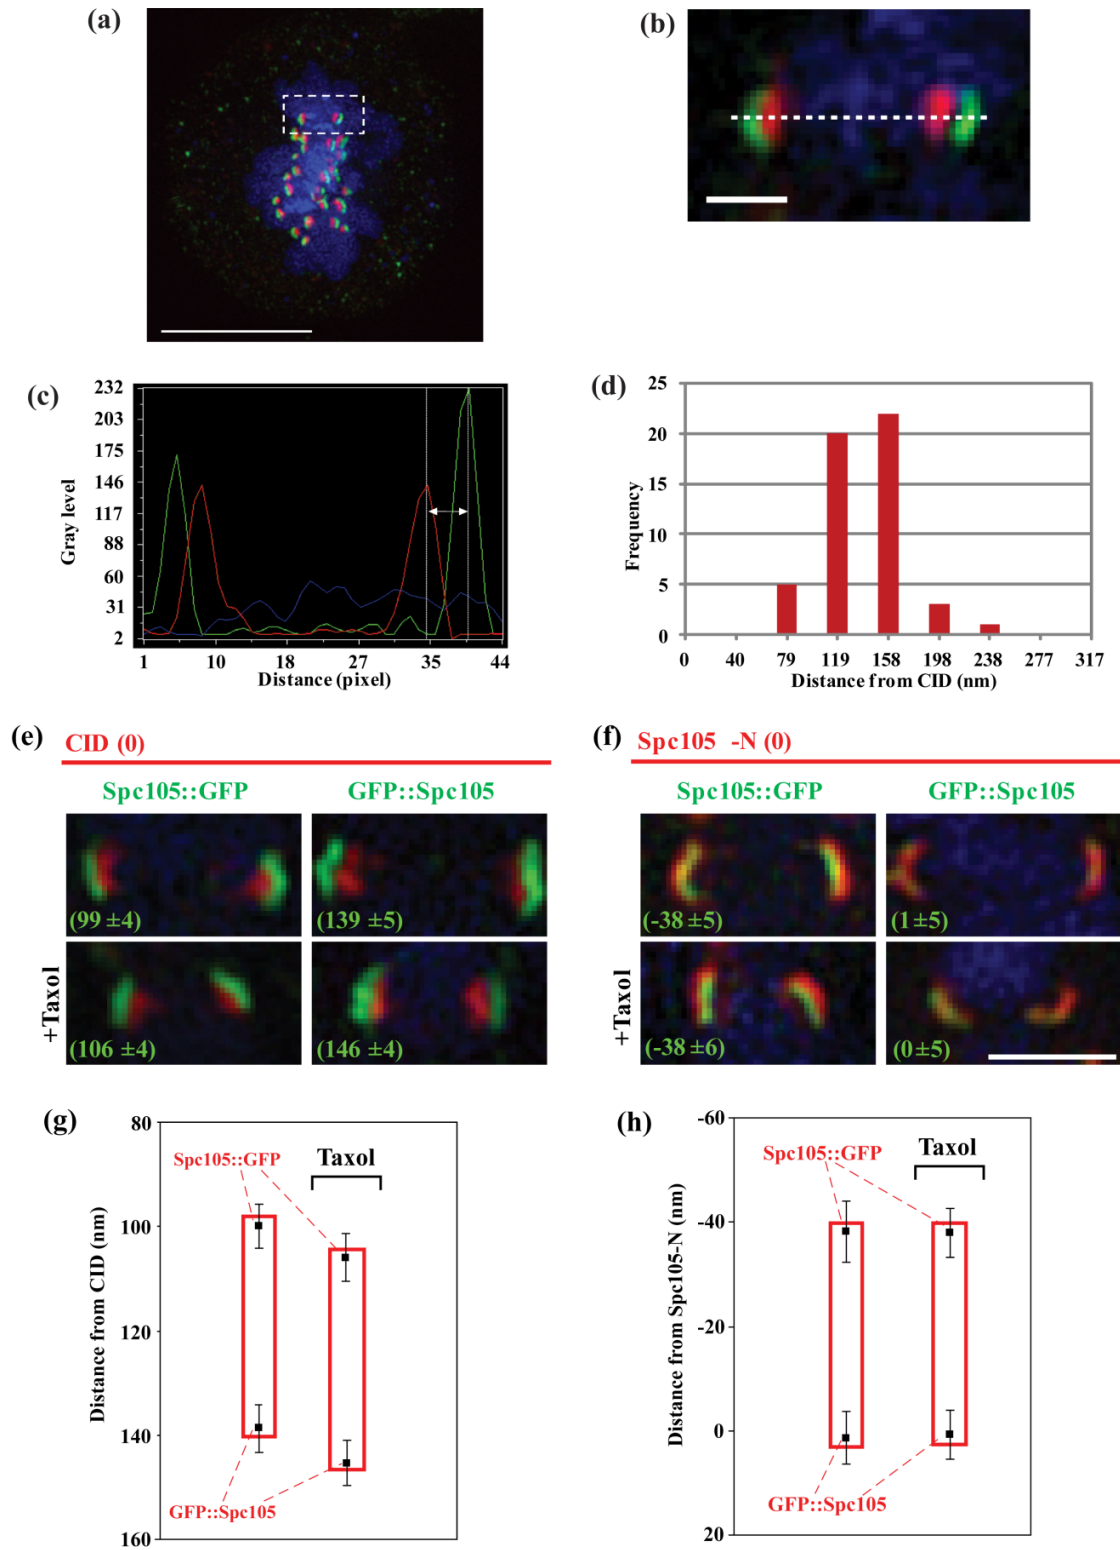 (a)
(b)
(c)
232
203
175
146
117
88
60
31
2
Gray level
1 10 18 27 35 44
Distance (pixel)
(d)
25
20
15
10
5
0
Frequency
0 40 79 119 158 198 238 277 317
Distance from CID (nm)
(e)
CID (0)
Spc105::GFP GFP::Spc105
(99 ±4) (139 ±5)
+Taxol
(106 ±4) (146 ±4)
(f)
Spc105 -N (0)
Spc105::GFP GFP::Spc105
(-38 ±5) (1±5)
+Taxol
(-38 ±6) (0±5)
(g)
80
100
120
140
160
Distance from CID (nm)
Spc105::GFP
Taxol
GFP::Spc105
(h)
-60
-40
-20
0
20
Distance from Spc105-N (nm)
Spc105::GFP
Taxol
GFP::Spc105